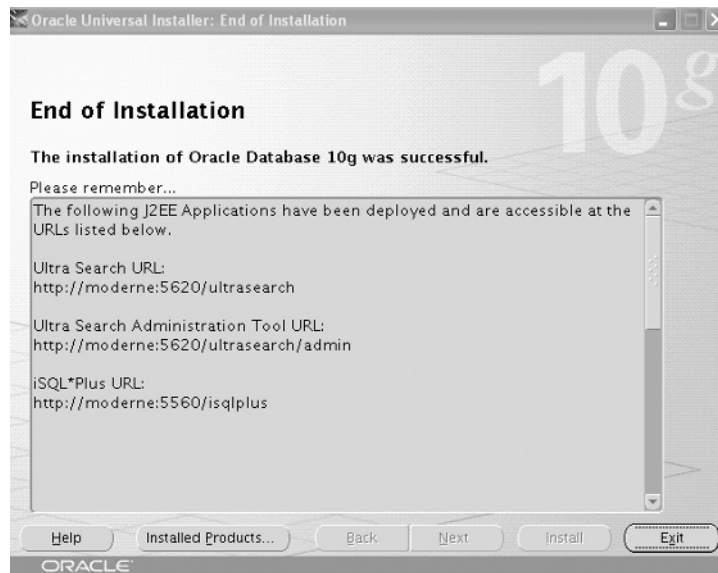 Oracle Universal Installer: End of Installation
10g
End of Installation
The installation of Oracle Database 10g was successful.
Please remember...
The following J2EE Applications have been deployed and are accessible at the
URLs listed below.
Ultra Search URL:
http://moderne:5620/ultrasearch
Ultra Search Administration Tool URL:
http://moderne:5620/ultrasearch/admin
iSQL*Plus URL:
http://moderne:5560/isqlplus
Help Installed Products... Back Next Install Exit
ORACLE